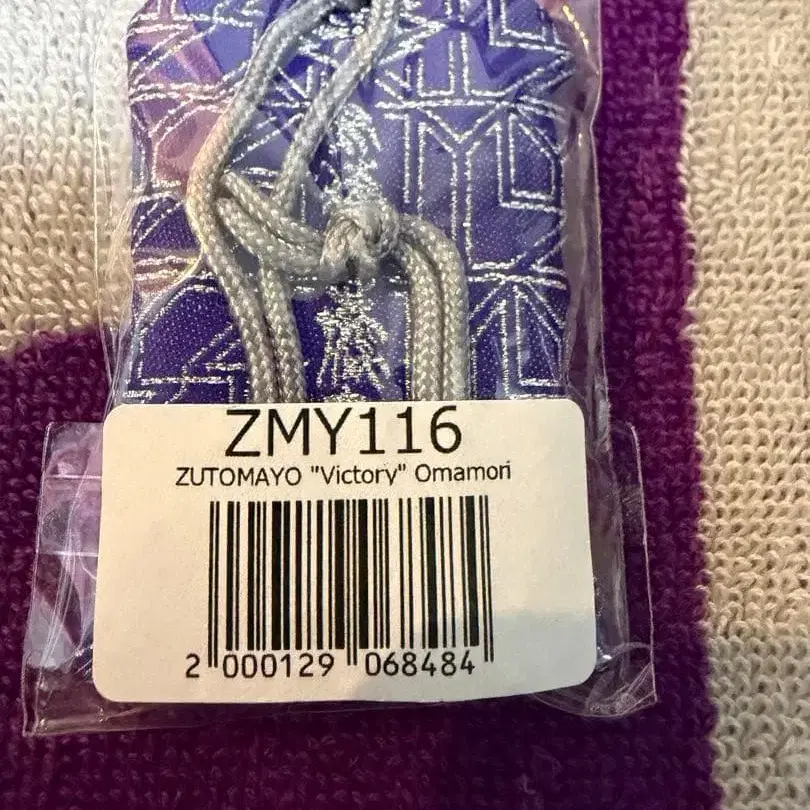 ZMY116
ZUTOMAYO "Victory" Omamori
2 000129 068484